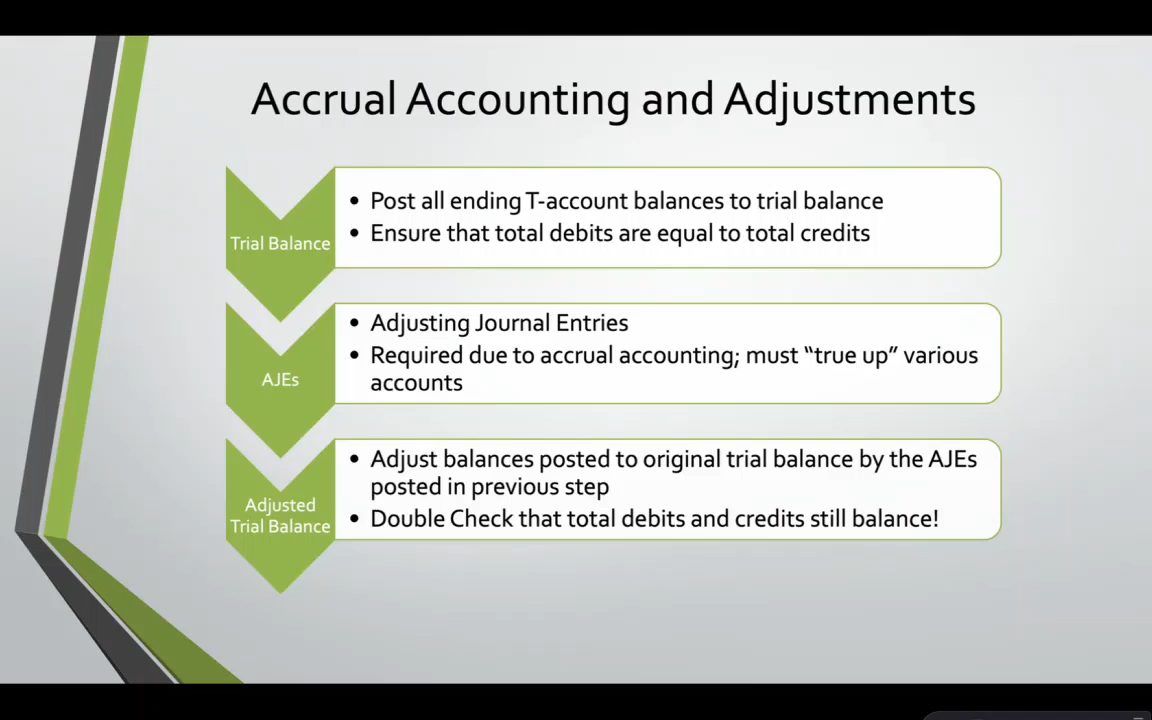 Accrual Accounting and Adjustments
Trial Balance
• Post all ending T-account balances to trial balance
• Ensure that total debits are equal to total credits
AJEs
• Adjusting Journal Entries
• Required due to accrual accounting; must “true up” various
accounts
Adjusted
Trial Balance
• Adjust balances posted to original trial balance by the AJEs
posted in previous step
• Double Check that total debits and credits still balance!